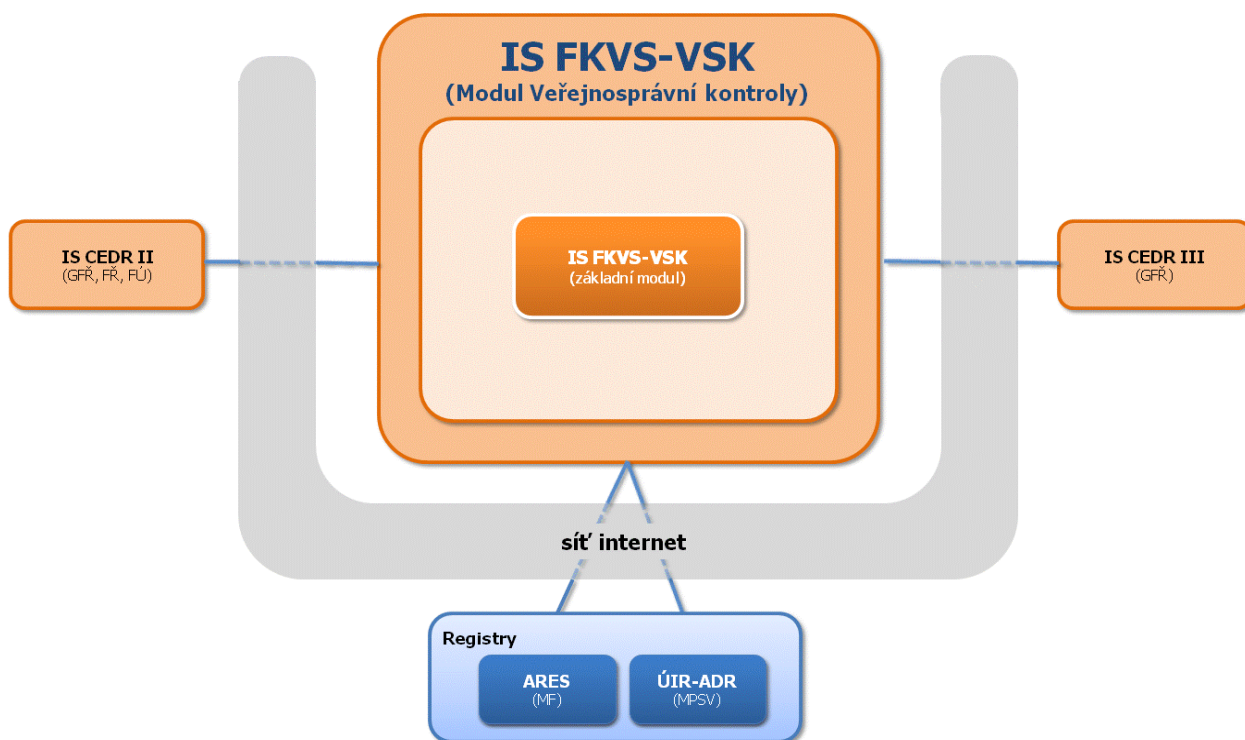 IS FKVS-VSK
(Modul Veřejnosprávní kontroly)
IS CEDR II
(GFŘ, FŘ, FÚ)
IS FKVS-VSK
(základní modul)
IS CEDR III
(GFŘ)
síť internet
Registry
ARES
(MF)
ÚIR-ADR
(MPSV)